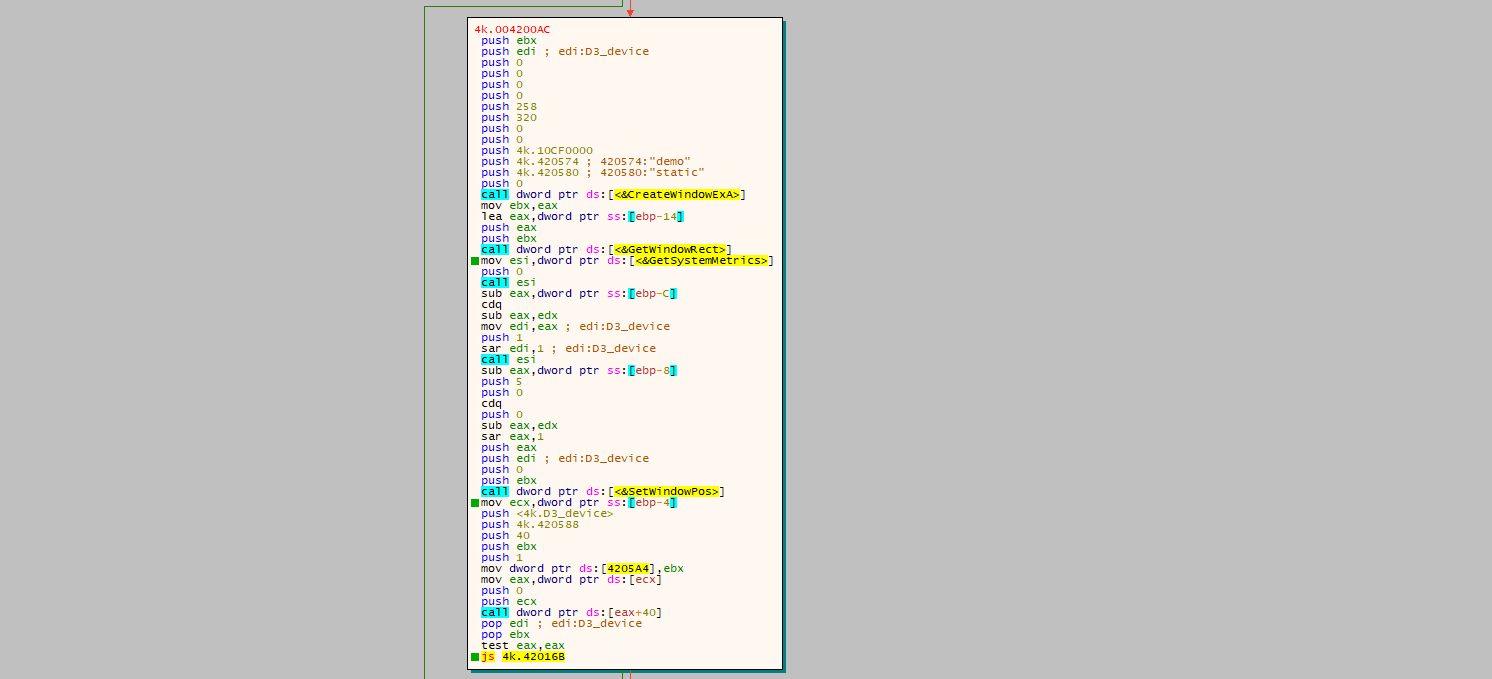 4k.004200AC
push ebx
push edi ; edi:D3_device
push 0
push 0
push 0
push 0
push 258
push 320
push 0
push 0
push 4k.10CF0000
push 4k.420574 ; 420574:"demo"
push 4k.420580 ; 420580:"static"
push 0
call dword ptr ds:[<&CreateWindowExA>]
mov ebx,eax
lea eax,dword ptr ss:[ebp-14]
push eax
push ebx
call dword ptr ds:[<&GetWindowRect>]
mov esi,dword ptr ds:[<&GetSystemMetrics>]
push 0
call esi
sub eax,dword ptr ss:[ebp-C]
cdq
sub eax,edx
mov edi,eax ; edi:D3_device
push 1
sar edi,1 ; edi:D3_device
call esi
sub eax,dword ptr ss:[ebp-8]
push 5
push 0
cdq
push 0
sub eax,edx
sar eax,1
push eax
push edi ; edi:D3_device
push 0
push ebx
call dword ptr ds:[<&SetWindowPos>]
mov ecx,dword ptr ss:[ebp-4]
push <4k.D3_device>
push 4k.420588
push 40
push ebx
push 1
mov dword ptr ds:[4205A4],ebx
mov eax,dword ptr ds:[ecx]
push 0
push ecx
call dword ptr ds:[eax+40]
pop edi ; edi:D3_device
pop ebx
test eax,eax
js 4k.42016B